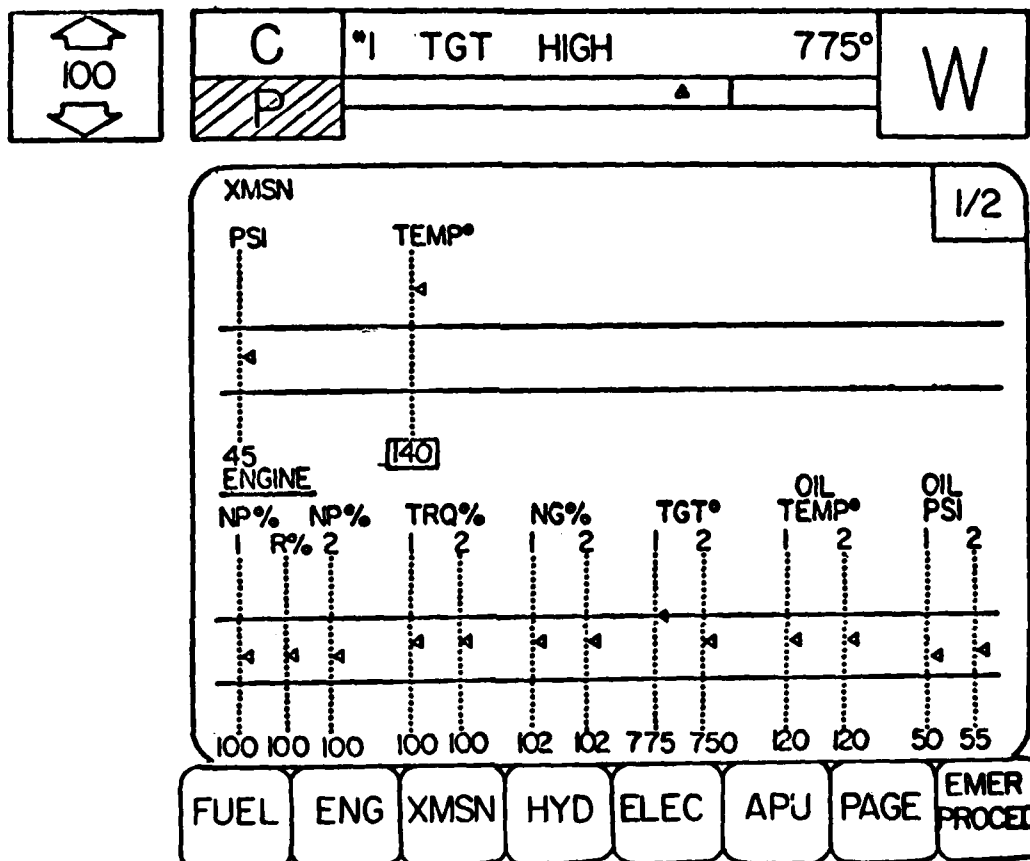 100
C *1 TGT HIGH 775° W
P
XMSN 1/2
PSI TEMP°
45 140
ENGINE
OIL OIL
NP% NP% TRQ% NG% TGT° TEMP° PSI
1 R% 2 1 2 1 2 1 2 1 2 1 2
100 100 100 100 100 102 102 775 750 120 120 50 55
FUEL ENG XMSN HYD ELEC APU PAGE EMER PROCED